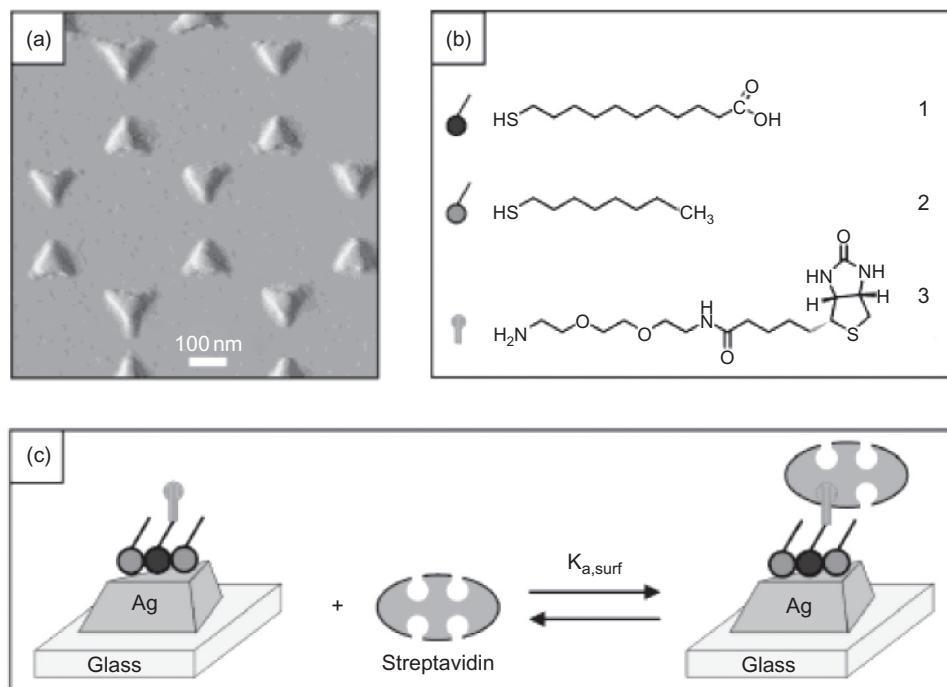 (a)
100 nm
(b)
HS
C
O
OH
1
HS
CH3
2
O
HN
NH
H
H
3
H2N
O
O
H
N
O
S
(c)
Ag
Glass
+
Streptavidin
Ka,surf
Ag
Glass